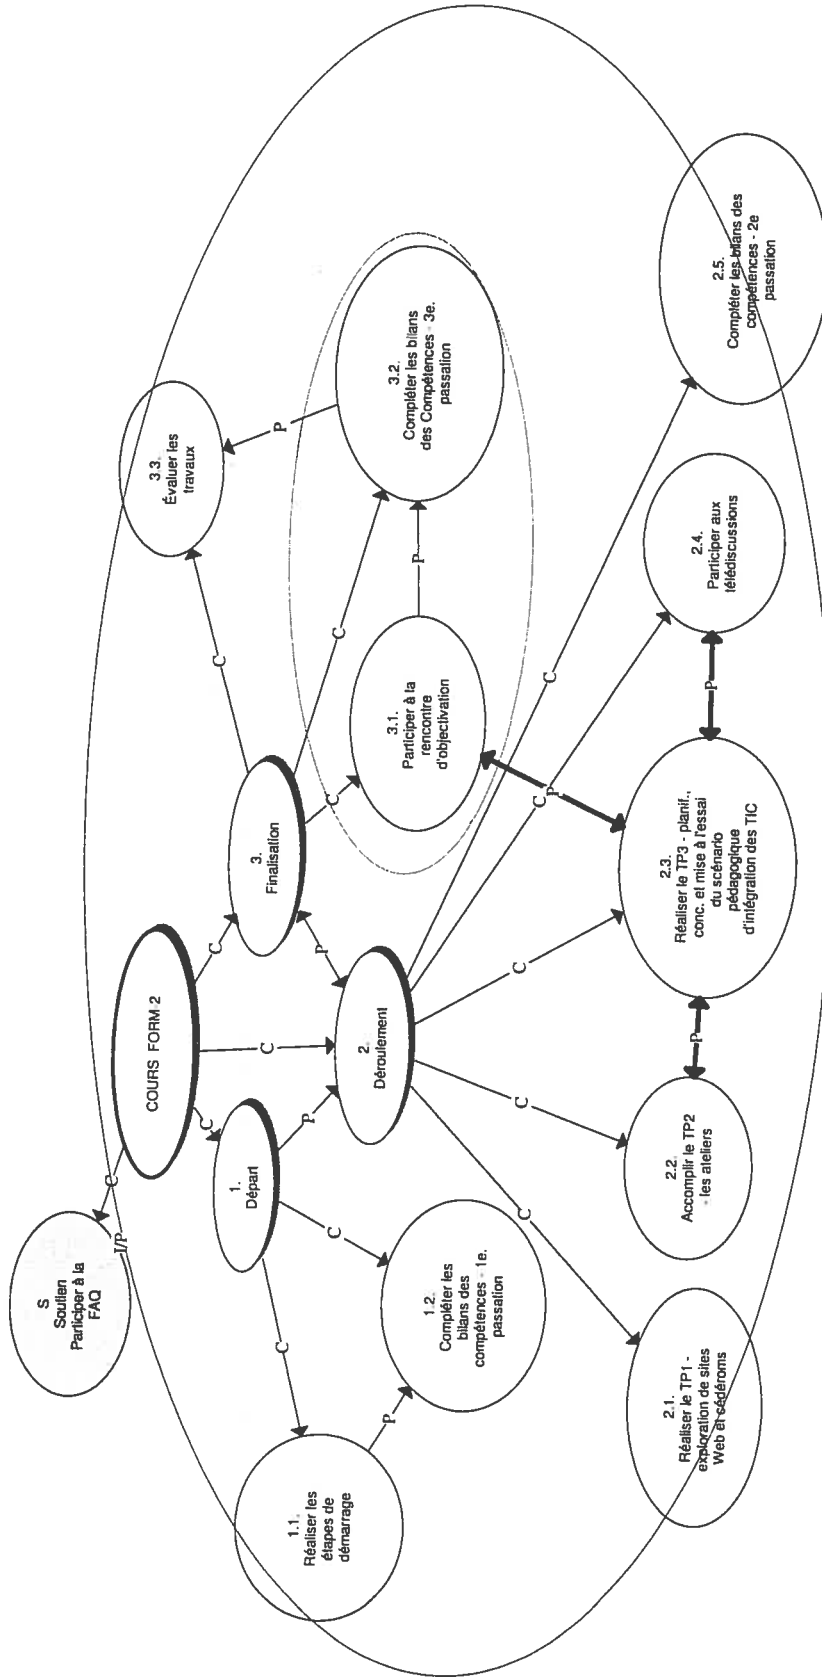 S
Soutien
Participer à la
FAQ
I/P
C
COURS FORM-2
C
C
C
1.
Départ
P
2.
Déroulement
P
3.
Finalisation
C
C
C
C
C
1.1.
Réaliser les
étapes de
démarrage
P
1.2.
Compléter les
bilans des
compétences - 1e.
passation
3.1.
Participer à la
rencontre
d'objectivation
P
3.2.
Compléter les bilans
des Compétences - 3e.
passation
P
3.3.
Évaluer les
travaux
C
C
C
C
C
P
2.1.
Réaliser le TP1 -
exploration de sites
Web et cédéroms
2.2.
Accomplir le TP2
- les ateliers
P
2.3.
Réaliser le TP3 - planif.,
conc. et mise à l'essai
du scénario
pédagogique
d'intégration des TIC
P
2.4.
Participer aux
télédiscussions
2.5.
Compléter les bilans des
compétences - 2e
passation